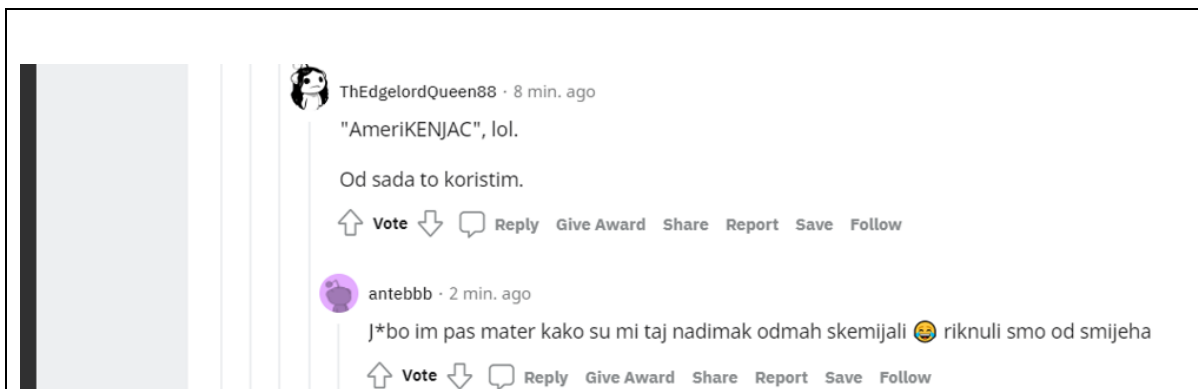 ThEdgelordQueen88 · 8 min. ago
"AmeriKENJAC", lol.
Od sada to koristim.
Vote Reply Give Award Share Report Save Follow
antebbb · 2 min. ago
J*bo im pas mater kako su mi taj nadimak odmah skemijali 😂 riknuli smo od smijeha
Vote Reply Give Award Share Report Save Follow